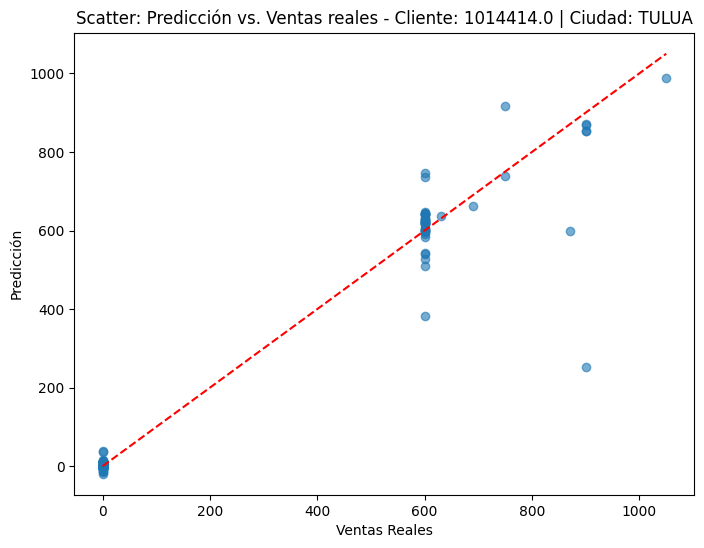 Scatter: Predicción vs. Ventas reales - Cliente: 1014414.0 | Ciudad: TULUA
1000
800
600
400
200
0
Predicción
0 200 400 600 800 1000
Ventas Reales